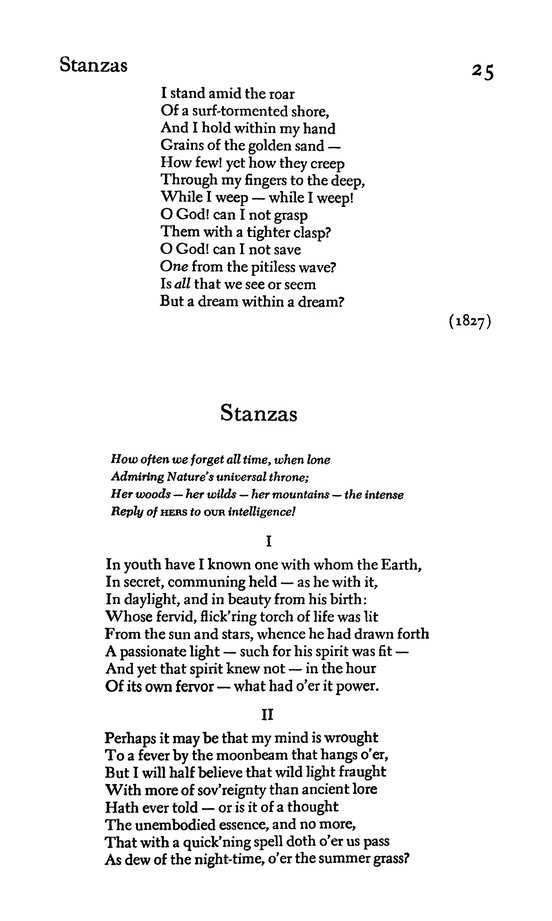 Stanzas 25
I stand amid the roar
Of a surf-tormented shore,
And I hold within my hand
Grains of the golden sand —
How few! yet how they creep
Through my fingers to the deep,
While I weep — while I weep!
O God! can I not grasp
Them with a tighter clasp?
O God! can I not save
One from the pitiless wave?
Is all that we see or seem
But a dream within a dream?
(1827)
Stanzas
How often we forget all time, when lone
Admiring Nature's universal throne;
Her woods — her wilds — her mountains — the intense
Reply of HERS to OUR intelligence!
I
In youth have I known one with whom the Earth,
In secret, communing held — as he with it,
In daylight, and in beauty from his birth:
Whose fervid, flick'ring torch of life was lit
From the sun and stars, whence he had drawn forth
A passionate light — such for his spirit was fit —
And yet that spirit knew not — in the hour
Of its own fervor — what had o'er it power.
II
Perhaps it may be that my mind is wrought
To a fever by the moonbeam that hangs o'er,
But I will half believe that wild light fraught
With more of sov'reignty than ancient lore
Hath ever told — or is it of a thought
The unembodied essence, and no more,
That with a quick'ning spell doth o'er us pass
As dew of the night-time, o'er the summer grass?